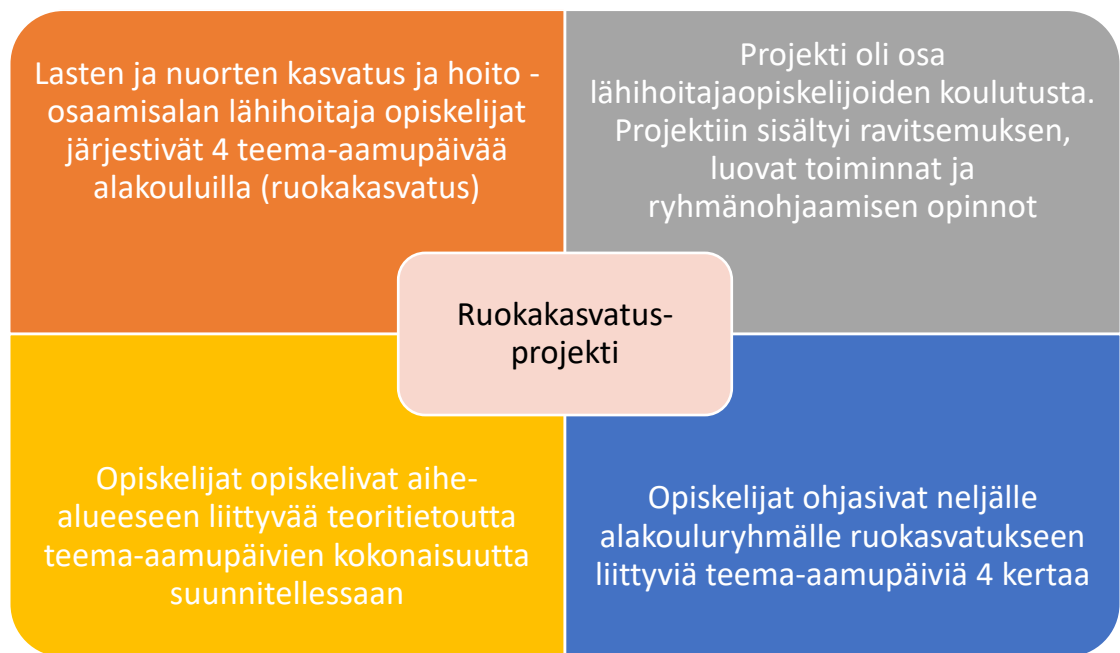 Lasten ja nuorten kasvatus ja hoito -
osaamisalan lähihoitaja opiskelijat
järjestivät 4 teema-aamupäivää
alakouluilla (ruokakasvatus)
Projekti oli osa
lähihoitajaopiskelijoiden koulutusta.
Projektiin sisältyi ravitsemuksen,
luovat toiminnat ja
ryhmänohjaamisen opinnot
Ruokakasvatus-
projekti
Opiskelijat opiskelivat aihe-
alueeseen liittyvää teoritietoutta
teema-aamupäivien kokonaisuutta
suunnitellessaan
Opiskelijat ohjasivat neljälle
alakouluryhmälle ruokasvatukseen
liittyviä teema-aamupäiviä 4 kertaa